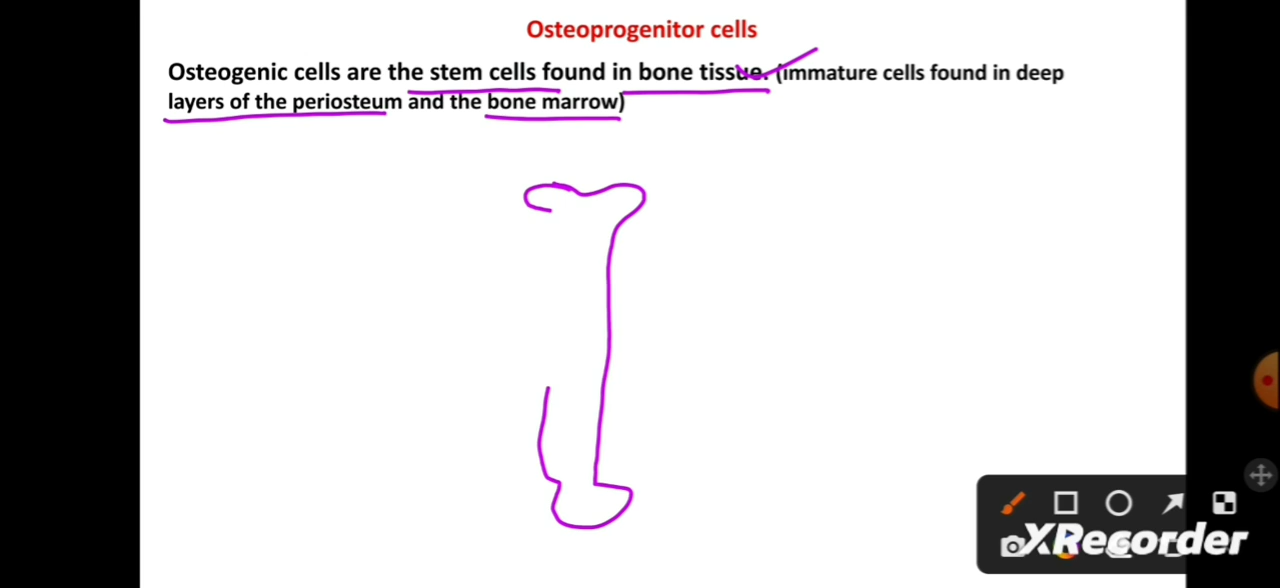 Osteoprogenitor cells
Osteogenic cells are the stem cells found in bone tissue. (immature cells found in deep
layers of the periosteum and the bone marrow)
XRecorder